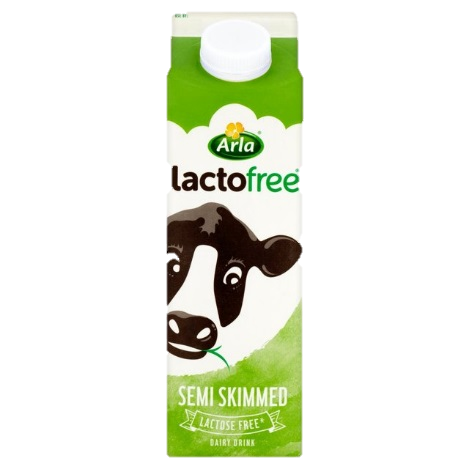 Arla
lactofree®
SEMI SKIMMED
LACTOSE FREE*
DAIRY DRINK